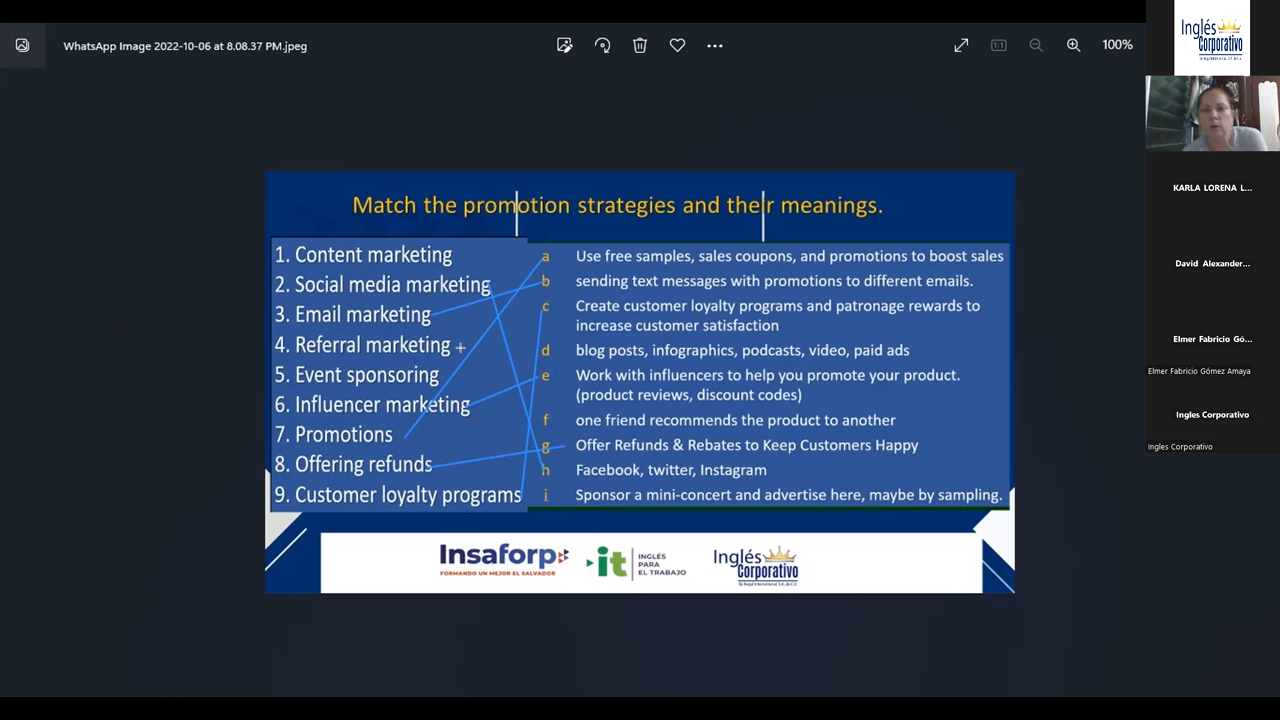 WhatsApp Image 2022-10-06 at 8.08.37 PM.jpeg
1:1
100%
Match the promotion strategies and their meanings.
1. Content marketing
2. Social media marketing
3. Email marketing
4. Referral marketing
5. Event sponsoring
6. Influencer marketing
7. Promotions
8. Offering refunds
9. Customer loyalty programs
a Use free samples, sales coupons, and promotions to boost sales
b sending text messages with promotions to different emails.
c Create customer loyalty programs and patronage rewards to
increase customer satisfaction
d blog posts, infographics, podcasts, video, paid ads
e Work with influencers to help you promote your product.
(product reviews, discount codes)
f one friend recommends the product to another
g Offer Refunds & Rebates to Keep Customers Happy
h Facebook, twitter, Instagram
i Sponsor a mini-concert and advertise here, maybe by sampling.
Insaforp
FORMANDO UN MEJOR EL SALVADOR
it
INGLÉS
PARA
EL TRABAJO
Inglés
Corporativo
Inglés
Corporativo
KARLA LORENA L...
David Alexander...
Elmer Fabricio Gó...
Elmer Fabricio Gómez Amaya
Ingles Corporativo
Ingles Corporativo